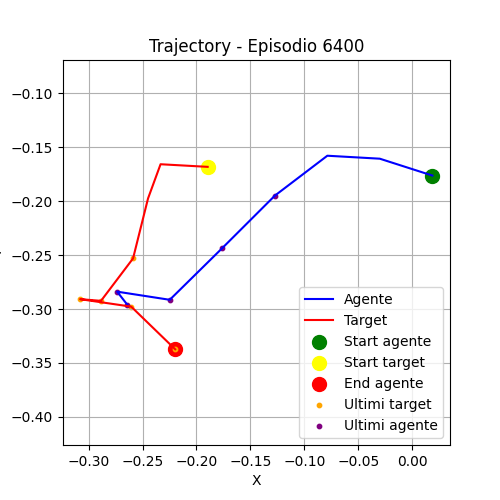 Trajectory - Episodio 6400
−0.10
−0.15
−0.20
−0.25
−0.30
−0.35
−0.40
Agente
Target
Start agente
Start target
End agente
Ultimi target
Ultimi agente
−0.30 −0.25 −0.20 −0.15 −0.10 −0.05 0.00
X